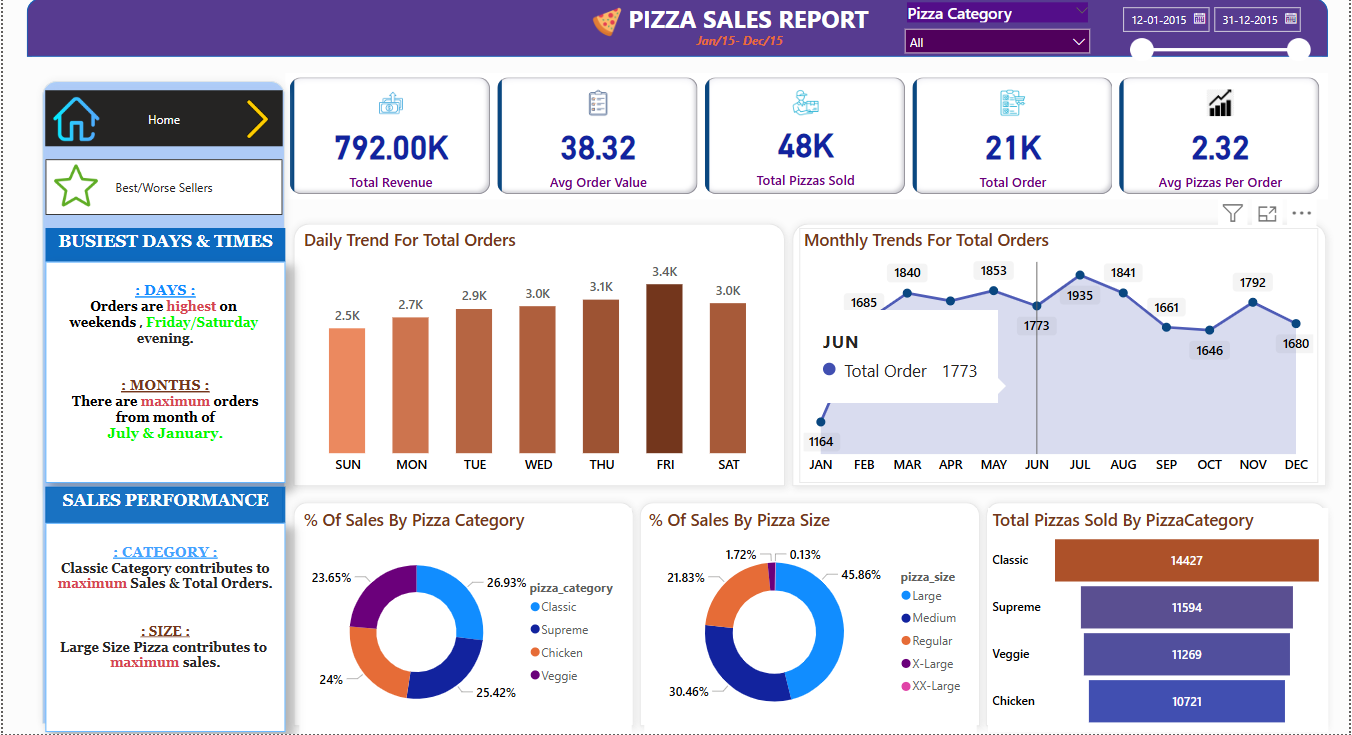 PIZZA SALES REPORT
Jan/15- Dec/15
Pizza Category
All
12-01-2015
31-12-2015
Home
Best/Worse Sellers
792.00K
Total Revenue
38.32
Avg Order Value
48K
Total Pizzas Sold
21K
Total Order
2.32
Avg Pizzas Per Order
BUSIEST DAYS & TIMES
: DAYS :
Orders are highest on
weekends , Friday/Saturday
evening.
: MONTHS :
There are maximum orders
from month of
July & January.
SALES PERFORMANCE
: CATEGORY :
Classic Category contributes to
maximum Sales & Total Orders.
: SIZE :
Large Size Pizza contributes to
maximum sales.
Daily Trend For Total Orders
2.5K
2.7K
2.9K
3.0K
3.1K
3.4K
3.0K
SUN MON TUE WED THU FRI SAT
Monthly Trends For Total Orders
1164
1685
1840
1853
1773
1935
1841
1661
1646
1792
1680
JUN
Total Order 1773
JAN FEB MAR APR MAY JUN JUL AUG SEP OCT NOV DEC
% Of Sales By Pizza Category
26.93%
25.42%
24%
23.65%
pizza_category
Classic
Supreme
Chicken
Veggie
% Of Sales By Pizza Size
1.72%
0.13%
45.86%
30.46%
21.83%
pizza_size
Large
Medium
Regular
X-Large
XX-Large
Total Pizzas Sold By PizzaCategory
Classic 14427
Supreme 11594
Veggie 11269
Chicken 10721